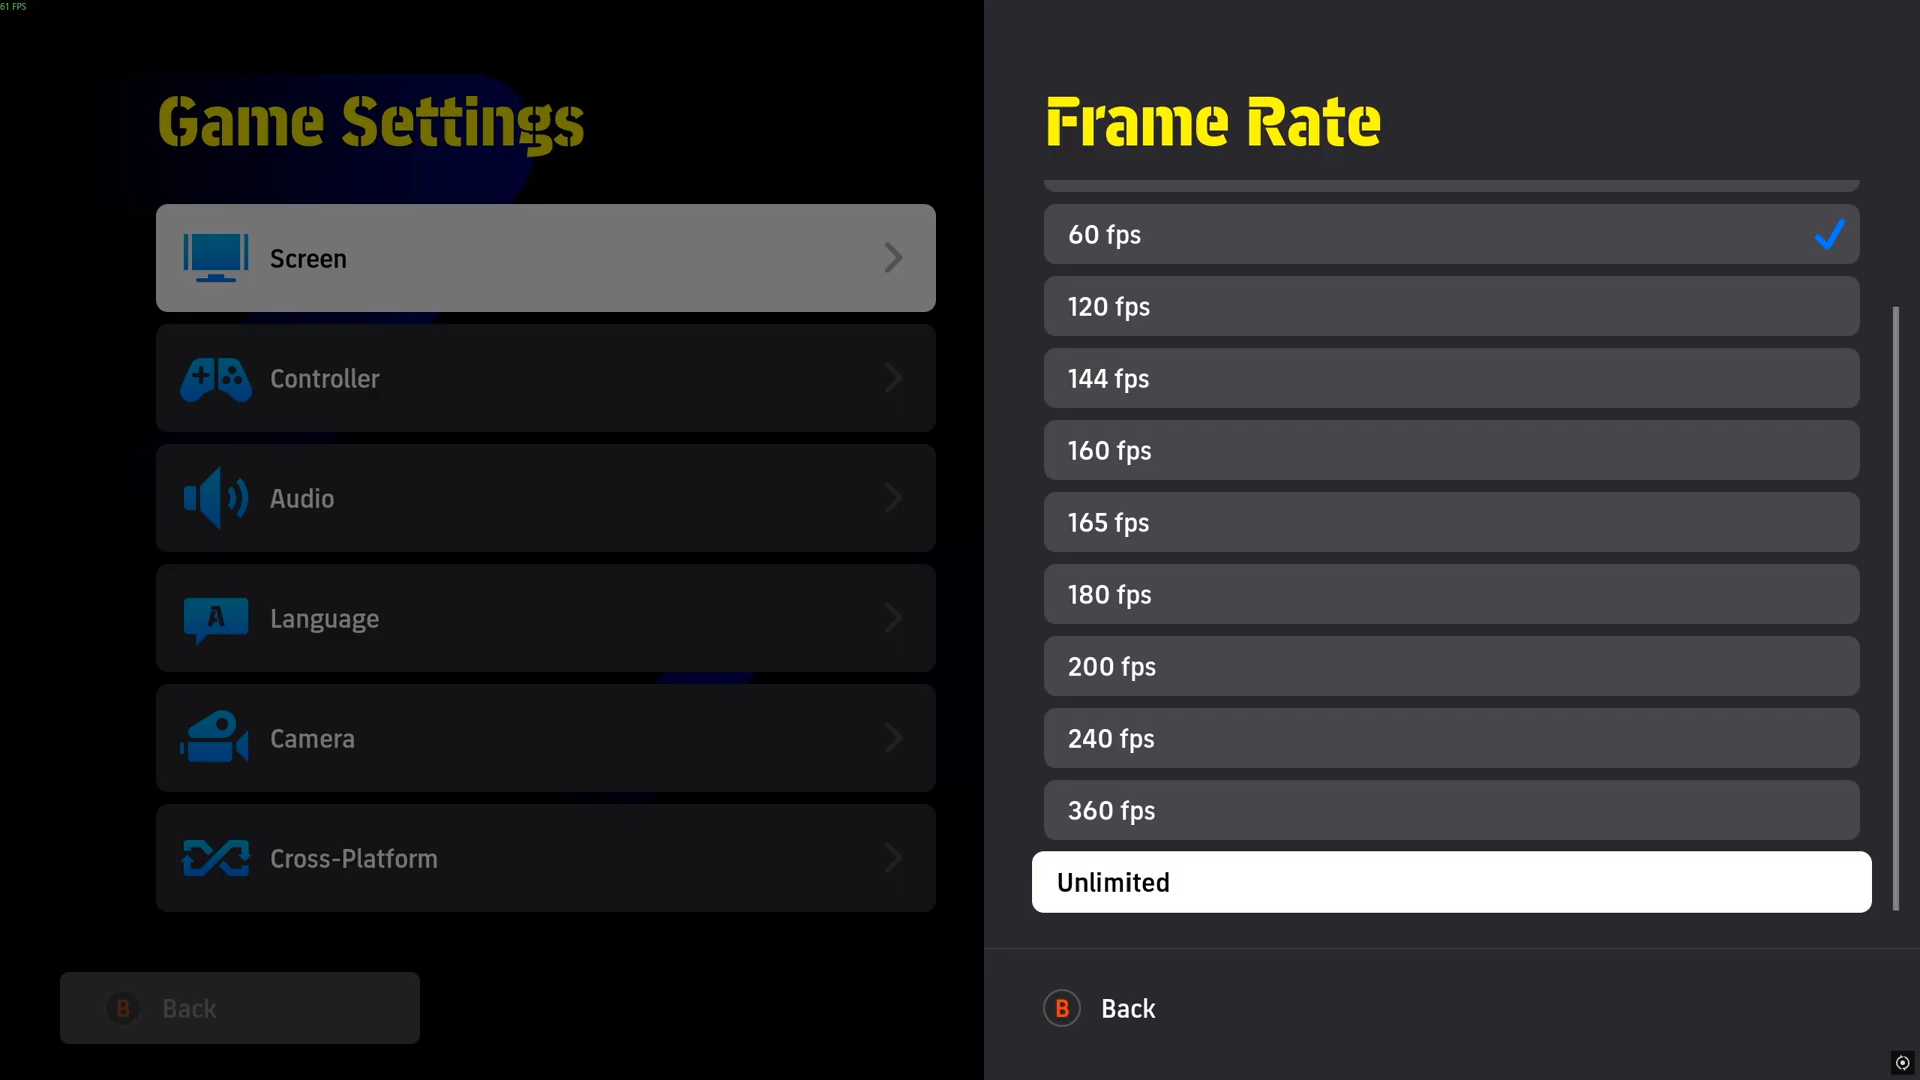 61 FPS
Game Settings
Screen
Controller
Audio
A
Language
Camera
Cross-Platform
B Back
Frame Rate
60 fps
120 fps
144 fps
160 fps
165 fps
180 fps
200 fps
240 fps
360 fps
Unlimited
B Back